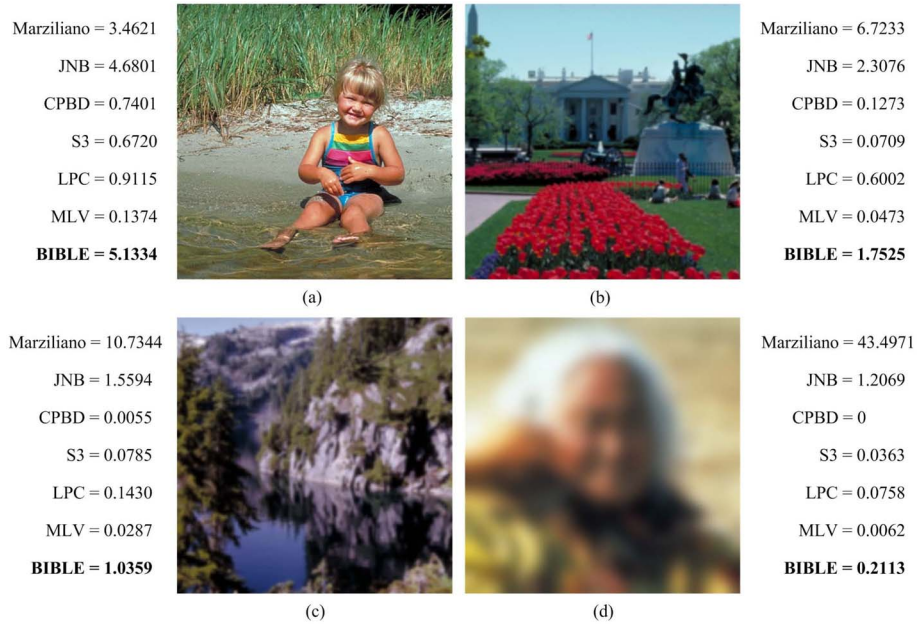 Marziliano = 3.4621
JNB = 4.6801
CPBD = 0.7401
S3 = 0.6720
LPC = 0.9115
MLV = 0.1374
BIBLE = 5.1334
(a)
Marziliano = 6.7233
JNB = 2.3076
CPBD = 0.1273
S3 = 0.0709
LPC = 0.6002
MLV = 0.0473
BIBLE = 1.7525
(b)
Marziliano = 10.7344
JNB = 1.5594
CPBD = 0.0055
S3 = 0.0785
LPC = 0.1430
MLV = 0.0287
BIBLE = 1.0359
(c)
Marziliano = 43.4971
JNB = 1.2069
CPBD = 0
S3 = 0.0363
LPC = 0.0758
MLV = 0.0062
BIBLE = 0.2113
(d)